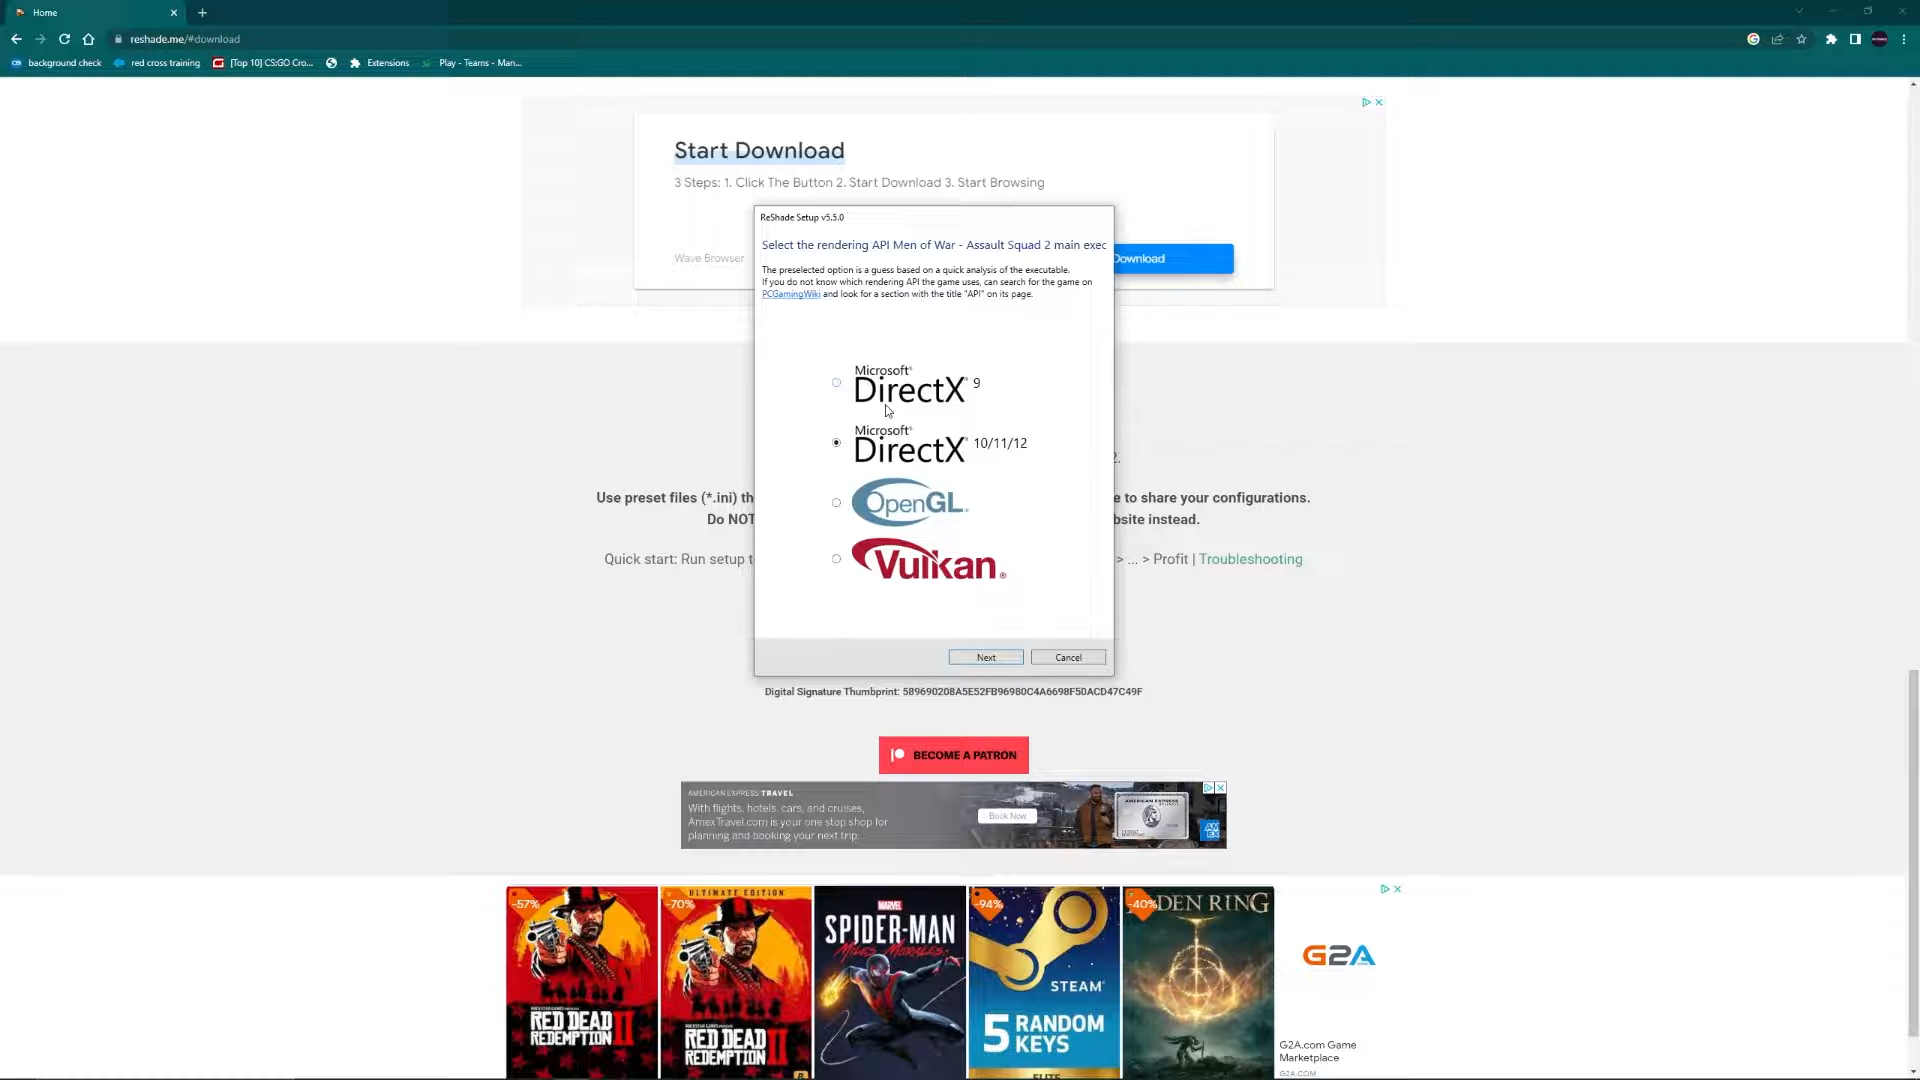 Home
reshade.me/#download
background check
red cross training
[Top 10] CS:GO Cro...
Extensions
Play - Teams - Man...
Start Download
3 Steps: 1. Click The Button 2. Start Download 3. Start Browsing
Wave Browser
Download
ReShade Setup v5.5.0
Select the rendering API Men of War - Assault Squad 2 main exec
The preselected option is a guess based on a quick analysis of the executable.
If you do not know which rendering API the game uses, can search for the game on
PCGamingWiki and look for a section with the title "API" on its page.
Microsoft®
DirectX® 9
Microsoft®
DirectX® 10/11/12
OpenGL®
Vulkan®
Next
Cancel
2.
Use preset files (*.ini) th
e to share your configurations.
Do NOT
bsite instead.
Quick start: Run setup t
> ... > Profit | Troubleshooting
Digital Signature Thumbprint: 589690208A5E52FB96980C4A6698F50ACD47C49F
BECOME A PATRON
AMERICAN EXPRESS TRAVEL
With flights, hotels, cars, and cruises,
AmexTravel.com is your one stop shop for
planning and booking your next trip.
Book Now
AMERICAN EXPRESS
AM
EX
-57%
RED DEAD
REDEMPTION II
-70%
ULTIMATE EDITION
RED DEAD
REDEMPTION II
MARVEL
SPIDER-MAN
MILES MORALES
-94%
STEAM
5 RANDOM
KEYS
ELITE
-40%
DEN RING
G2A
G2A.com Game
Marketplace
G2A.COM